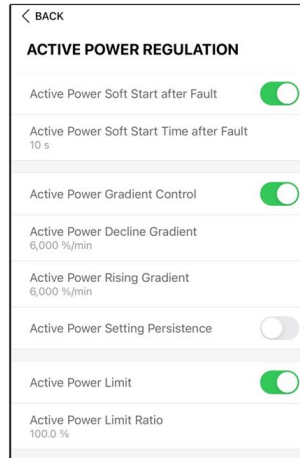 < BACK
ACTIVE POWER REGULATION
Active Power Soft Start after Fault
Active Power Soft Start Time after Fault
10 s
Active Power Gradient Control
Active Power Decline Gradient
6,000 %/min
Active Power Rising Gradient
6,000 %/min
Active Power Setting Persistence
Active Power Limit
Active Power Limit Ratio
100.0 %